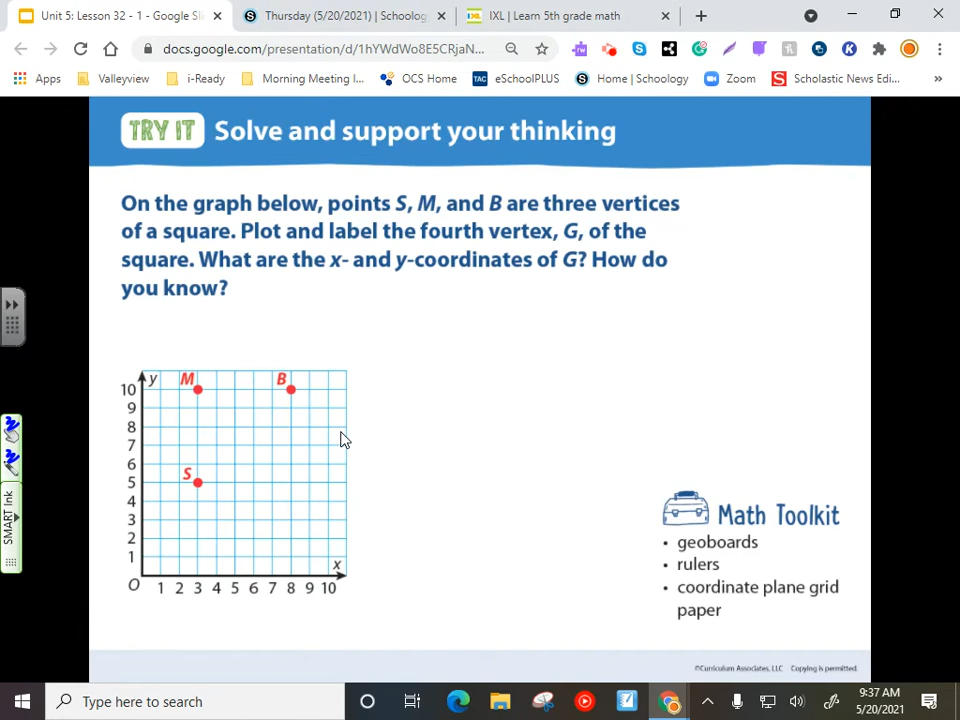 Unit 5: Lesson 32 - 1 - Google Sli
Thursday (5/20/2021) | Schoolog
IXL | Learn 5th grade math
docs.google.com/presentation/d/1hYWdWo8E5CRjaN...
Apps
Valleyview
i-Ready
Morning Meeting I...
OCS Home
TAC
eSchoolPLUS
Home | Schoology
Zoom
Scholastic News Edi...
TRY IT Solve and support your thinking
On the graph below, points S, M, and B are three vertices
of a square. Plot and label the fourth vertex, G, of the
square. What are the x- and y-coordinates of G? How do
you know?
y
M
B
10
9
8
7
6
S
5
4
3
2
1
x
O 1 2 3 4 5 6 7 8 9 10
Math Toolkit
• geoboards
• rulers
• coordinate plane grid
paper
©Curriculum Associates, LLC Copying is permitted.
SMART Ink
Type here to search
9:37 AM
5/20/2021